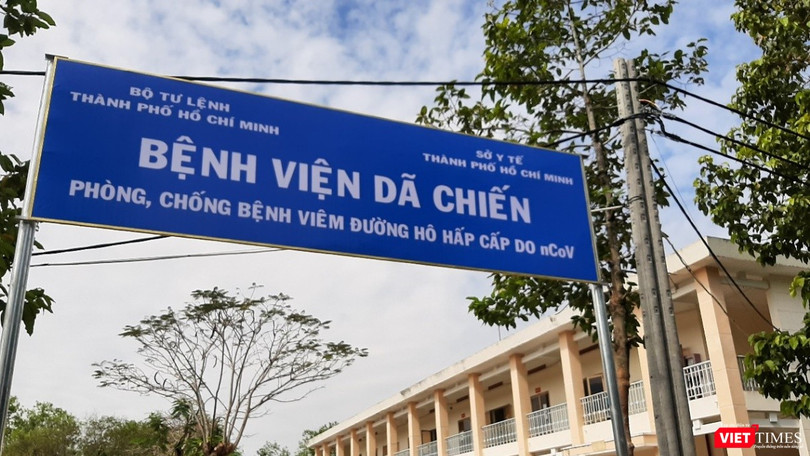 BỘ TƯ LỆNH
THÀNH PHỐ HỒ CHÍ MINH
SỞ Y TẾ
THÀNH PHỐ HỒ CHÍ MINH
BỆNH VIỆN DÃ CHIẾN
PHÒNG, CHỐNG BỆNH VIÊM ĐƯỜNG HÔ HẤP CẤP DO nCoV
VIETTIMES